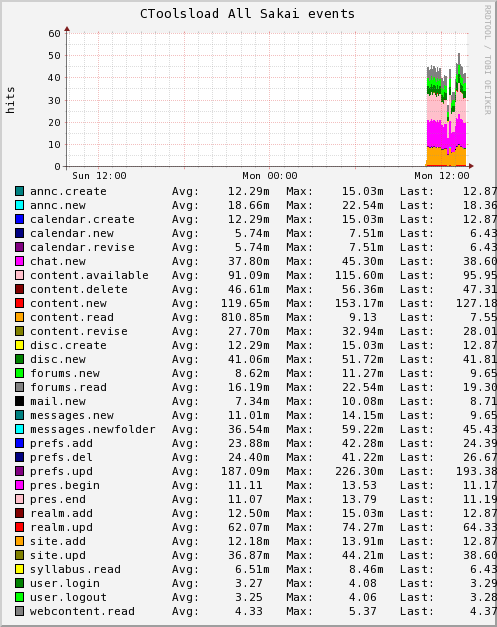 CToolsload All Sakai events
RRDTOOL / TOBI OETIKER
hits
60
50
40
30
20
10
0
Sun 12:00 Mon 00:00 Mon 12:00
annc.create Avg: 12.29m Max: 15.03m Last: 12.87
annc.new Avg: 18.66m Max: 22.54m Last: 18.36
calendar.create Avg: 12.29m Max: 15.03m Last: 12.87
calendar.new Avg: 5.74m Max: 7.51m Last: 6.43
calendar.revise Avg: 5.74m Max: 7.51m Last: 6.43
chat.new Avg: 37.80m Max: 45.30m Last: 38.60
content.available Avg: 91.09m Max: 115.60m Last: 95.95
content.delete Avg: 46.61m Max: 56.36m Last: 47.31
content.new Avg: 119.65m Max: 153.17m Last: 127.18
content.read Avg: 810.85m Max: 9.13 Last: 7.55
content.revise Avg: 27.70m Max: 32.94m Last: 28.01
disc.create Avg: 12.29m Max: 15.03m Last: 12.87
disc.new Avg: 41.06m Max: 51.72m Last: 41.81
forums.new Avg: 8.62m Max: 11.27m Last: 9.65
forums.read Avg: 16.19m Max: 22.54m Last: 19.30
mail.new Avg: 7.34m Max: 10.08m Last: 8.71
messages.new Avg: 11.01m Max: 14.15m Last: 9.65
messages.newfolder Avg: 36.54m Max: 59.22m Last: 45.43
prefs.add Avg: 23.88m Max: 42.28m Last: 24.39
prefs.del Avg: 24.40m Max: 41.22m Last: 26.67
prefs.upd Avg: 187.09m Max: 226.30m Last: 193.38
pres.begin Avg: 11.11 Max: 13.53 Last: 11.17
pres.end Avg: 11.07 Max: 13.79 Last: 11.19
realm.add Avg: 12.50m Max: 15.03m Last: 12.87
realm.upd Avg: 62.07m Max: 74.27m Last: 64.33
site.add Avg: 12.18m Max: 13.91m Last: 12.87
site.upd Avg: 36.87m Max: 44.21m Last: 38.60
syllabus.read Avg: 6.51m Max: 8.46m Last: 6.43
user.login Avg: 3.27 Max: 4.08 Last: 3.29
user.logout Avg: 3.25 Max: 4.06 Last: 3.28
webcontent.read Avg: 4.33 Max: 5.37 Last: 4.37